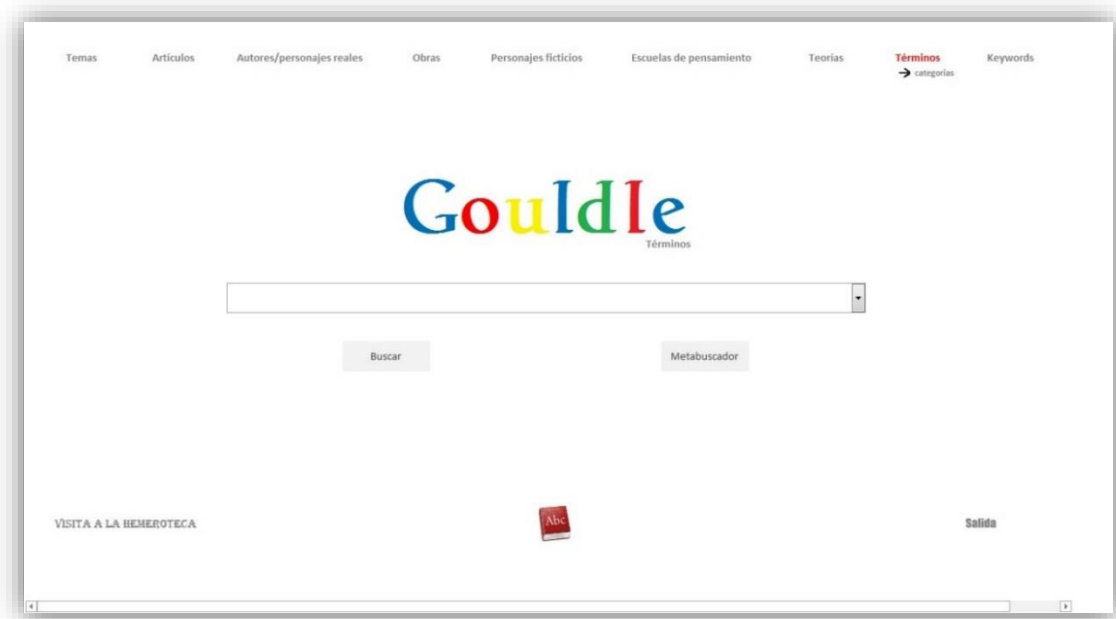 Temas Artículos Autores/personajes reales Obras Personajes ficticios Escuelas de pensamiento Teorías Términos Keywords
categorías
Gouldle
Términos
Buscar Metabuscador
Abc
VISITA A LA HEMEROTECA Salida